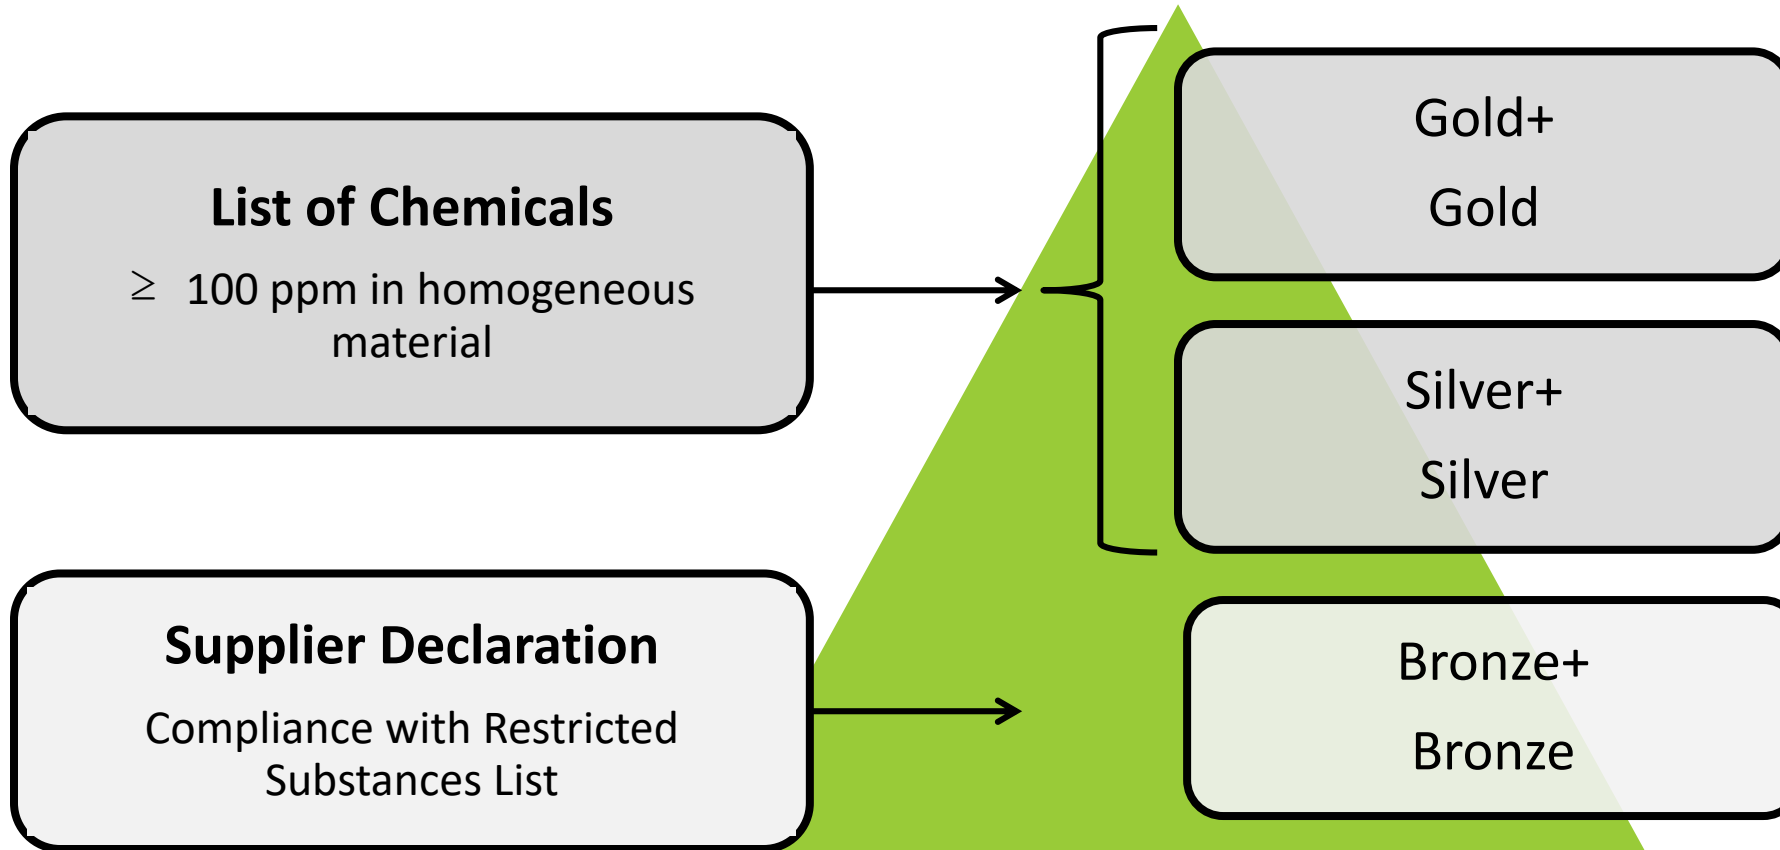 List of Chemicals
≥ 100 ppm in homogeneous
material
Supplier Declaration
Compliance with Restricted
Substances List
Gold+
Gold
Silver+
Silver
Bronze+
Bronze